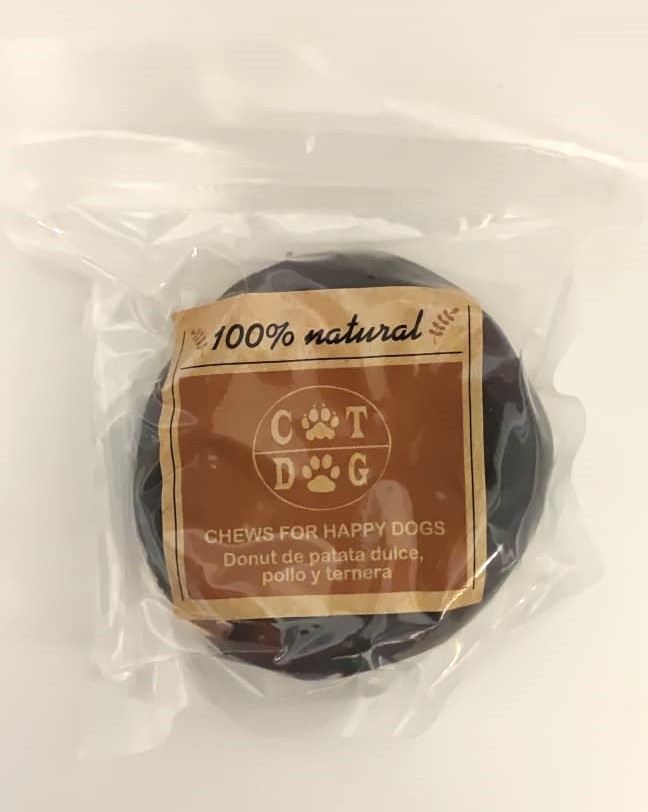 100% natural
C T
D G
CHEWS FOR HAPPY DOGS
Donut de patata dulce,
pollo y ternera